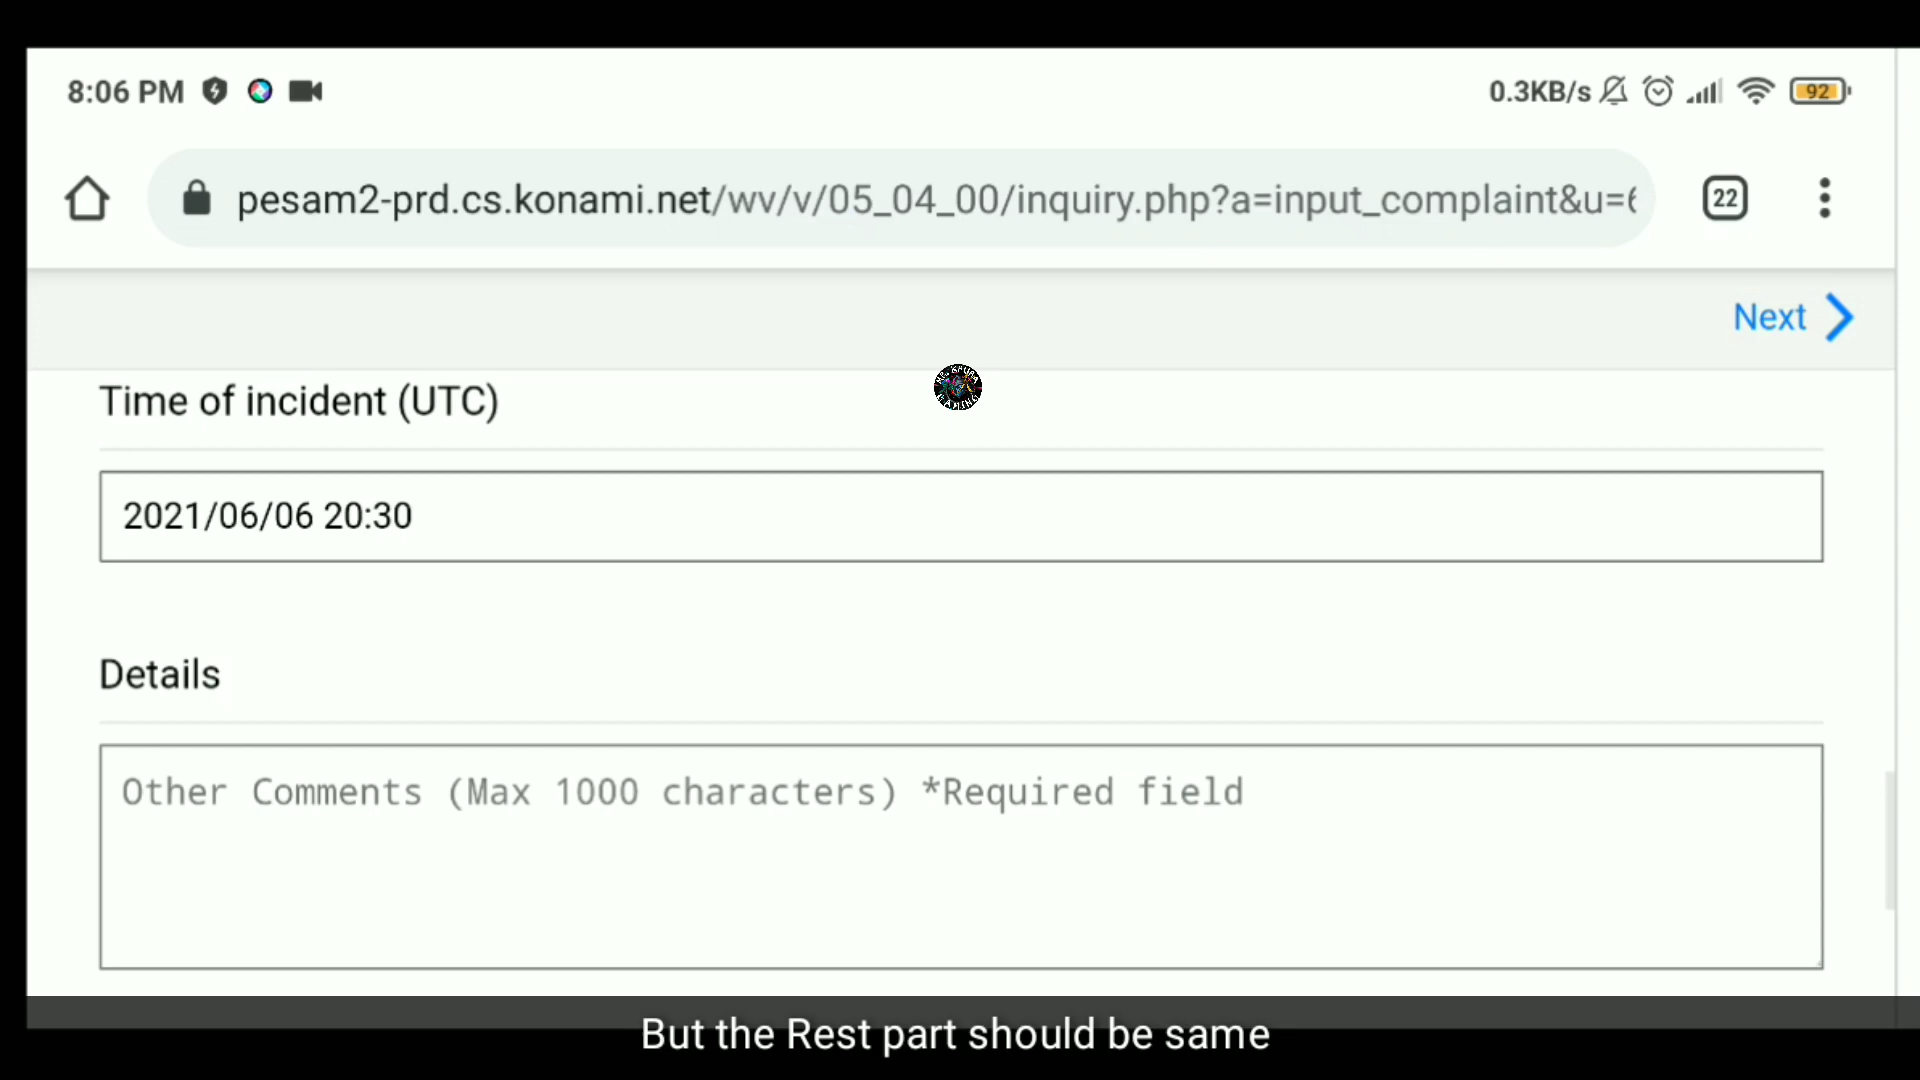 8:06 PM
0.3KB/s
92
pesam2-prd.cs.konami.net/wv/v/05_04_00/inquiry.php?a=input_complaint&u=6
22
Next
Time of incident (UTC)
2021/06/06 20:30
Details
Other Comments (Max 1000 characters) *Required field
But the Rest part should be same